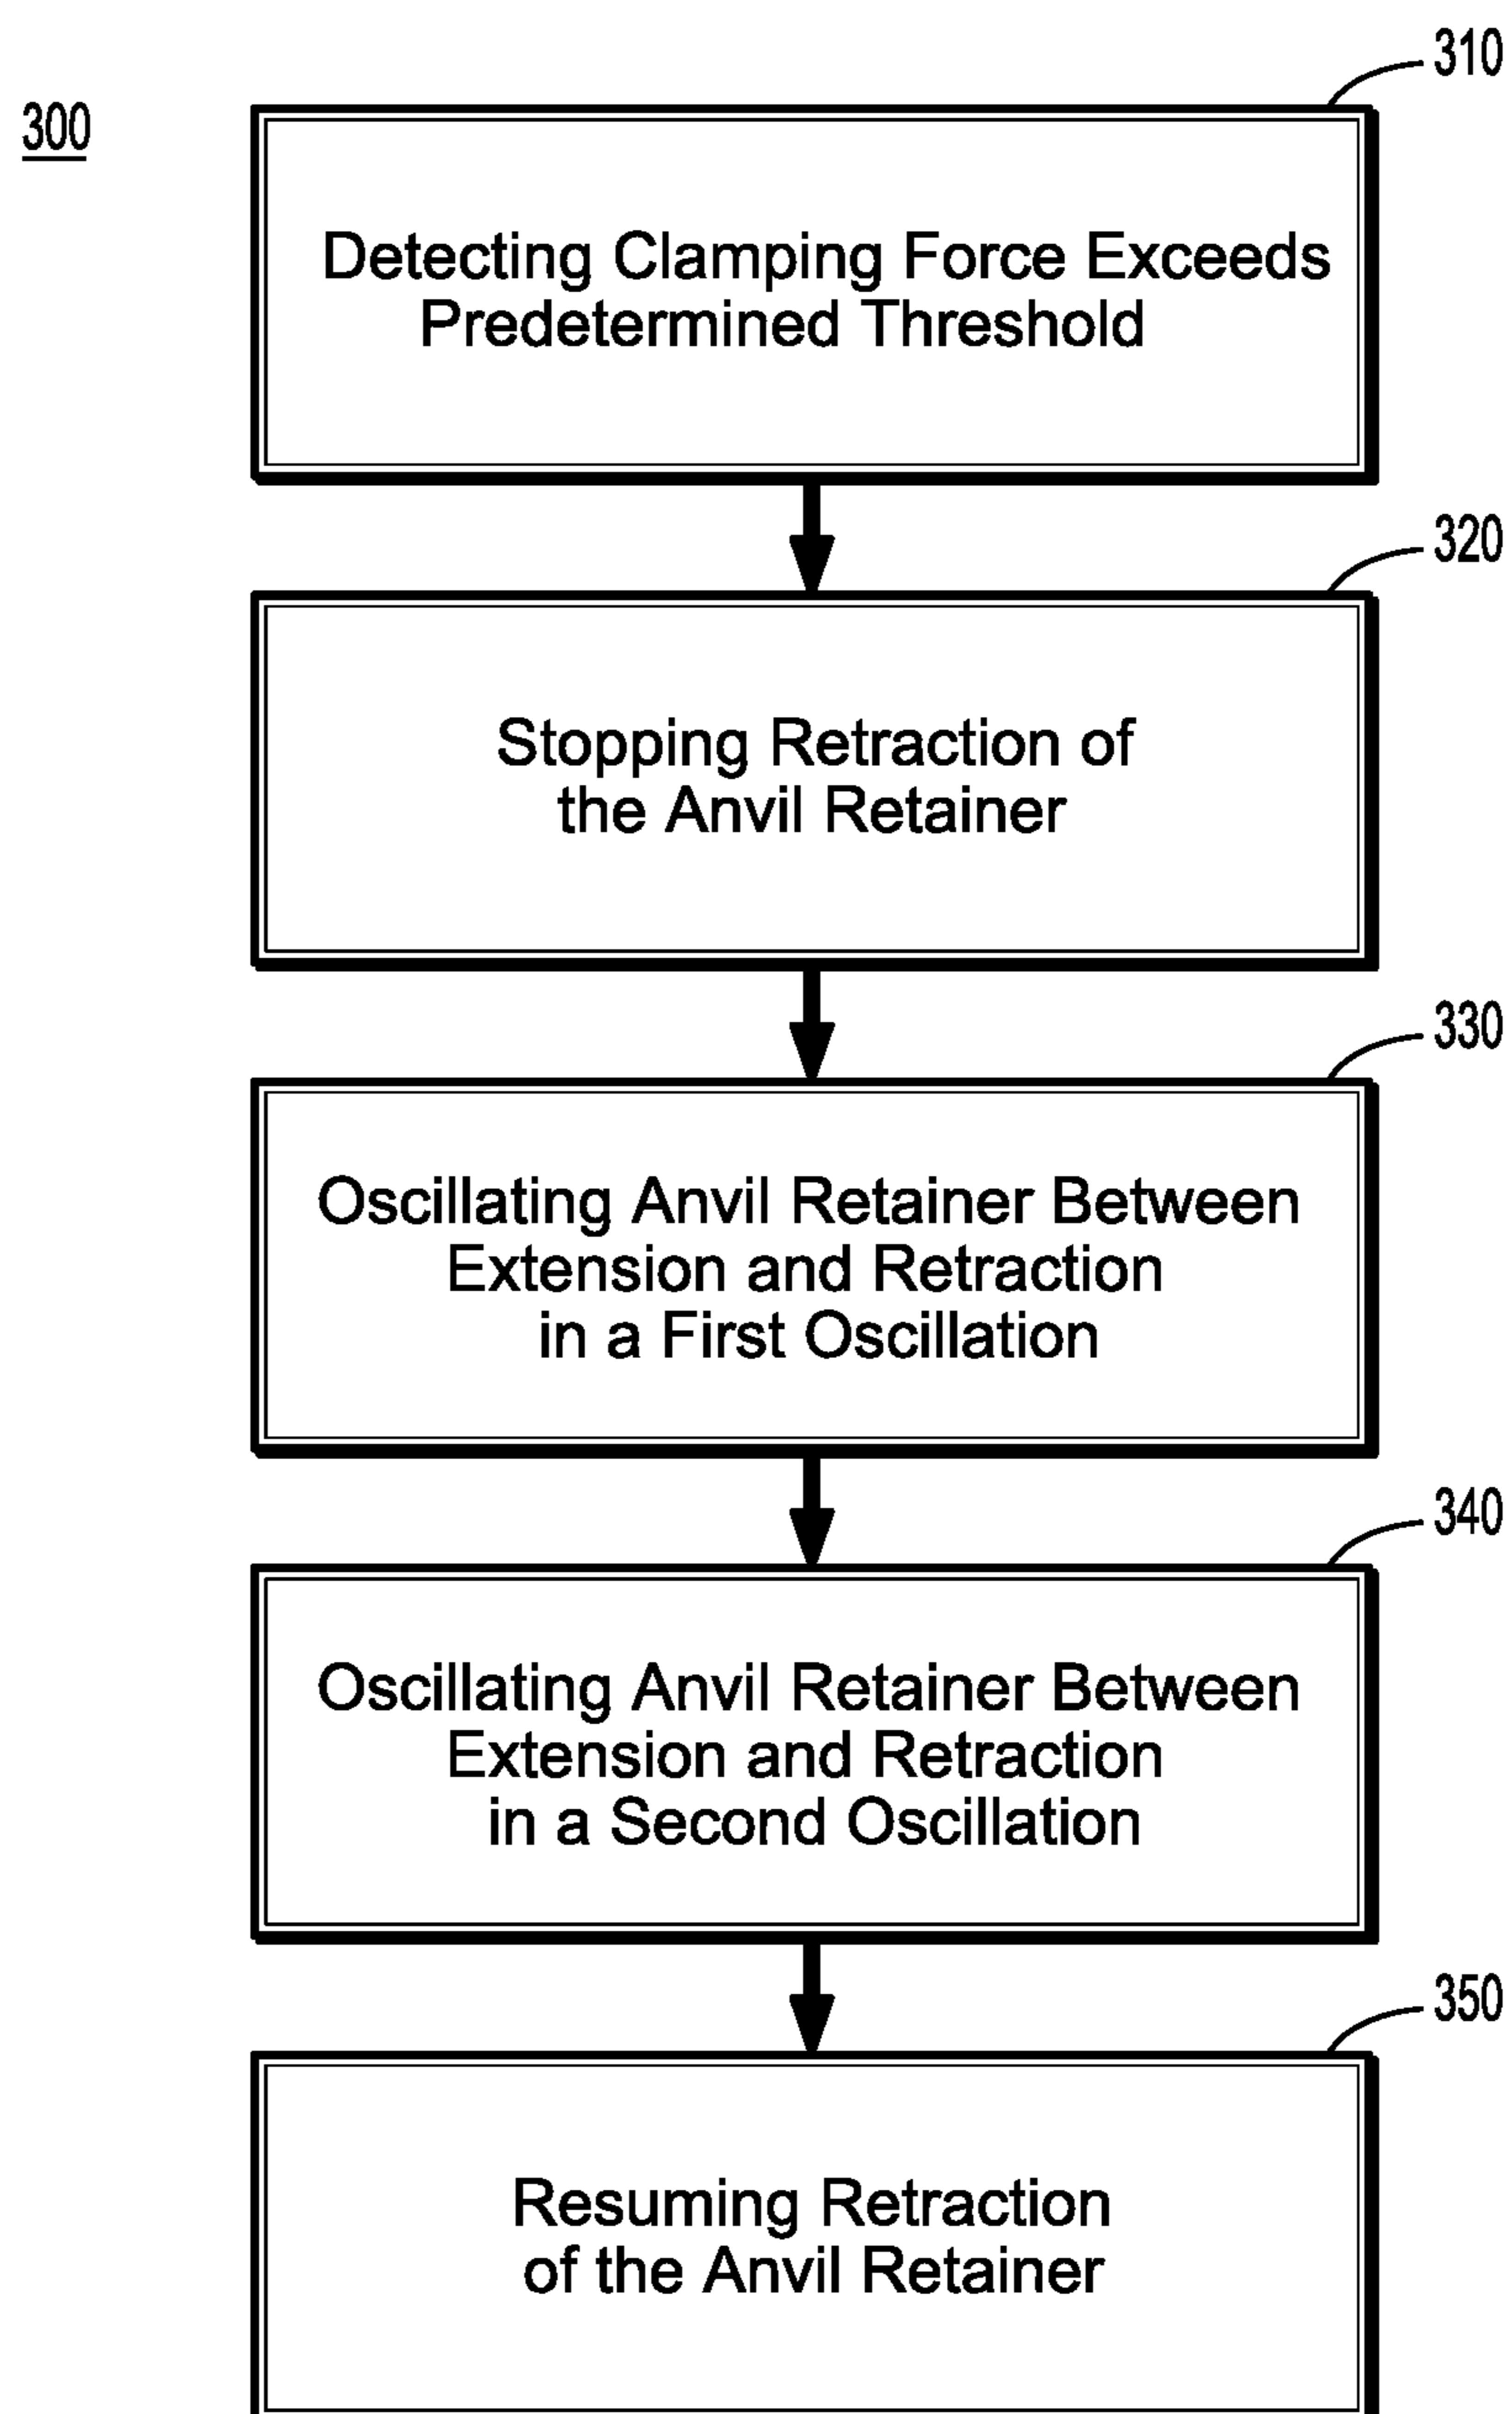 300
310
Detecting Clamping Force Exceeds
Predetermined Threshold
320
Stopping Retraction of
the Anvil Retainer
330
Oscillating Anvil Retainer Between
Extension and Retraction
in a First Oscillation
340
Oscillating Anvil Retainer Between
Extension and Retraction
in a Second Oscillation
350
Resuming Retraction
of the Anvil Retainer